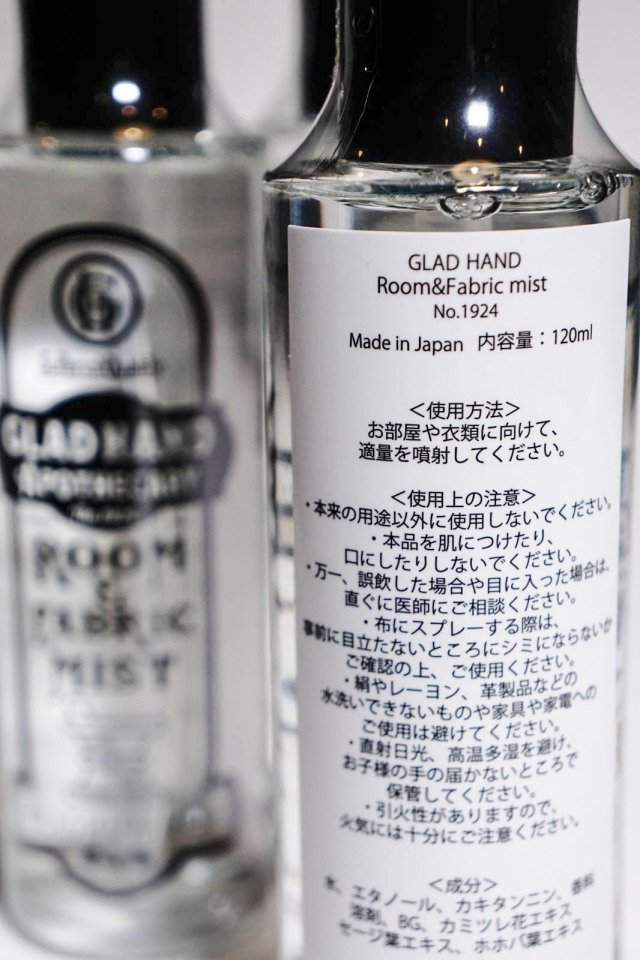 GLAD HAND
Room&Fabric mist
No.1924
Made in Japan 内容量：120ml
＜使用方法＞
お部屋や衣類に向けて、
適量を噴射してください。
＜使用上の注意＞
・本来の用途以外に使用しないでください。
・本品を肌につけたり、
口にしたりしないでください。
・万一、誤飲した場合や目に入った場合は、
直ぐに医師にご相談ください。
・布にスプレーする際は、
事前に目立たないところにシミにならないか
ご確認の上、ご使用ください。
・絹やレーヨン、革製品などの
水洗いできないものや家具や家電への
ご使用は避けてください。
・直射日光、高温多湿を避け、
お子様の手の届かないところで
保管してください。
・引火性がありますので、
火気には十分にご注意ください。
＜成分＞
水、エタノール、カキタンニン、香料
溶剤、BG、カミツレ花エキス
セージ葉エキス、ホホバ葉エキス
G
GLAD HAND
APOTHECARY
ROOM
&
FABRIC
MIST